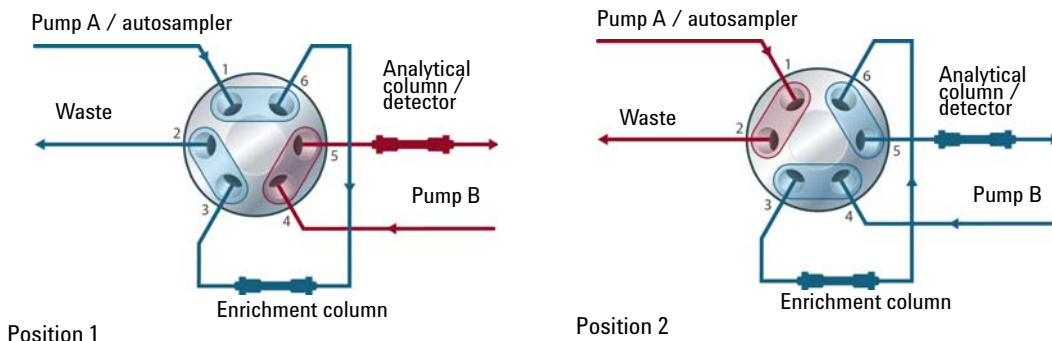 Pump A / autosampler
1
6
Analytical
column /
detector
Waste
2
5
Pump B
3
4
Enrichment column
Position 1
Pump A / autosampler
1
6
Analytical
column /
detector
Waste
2
5
Pump B
3
4
Enrichment column
Position 2